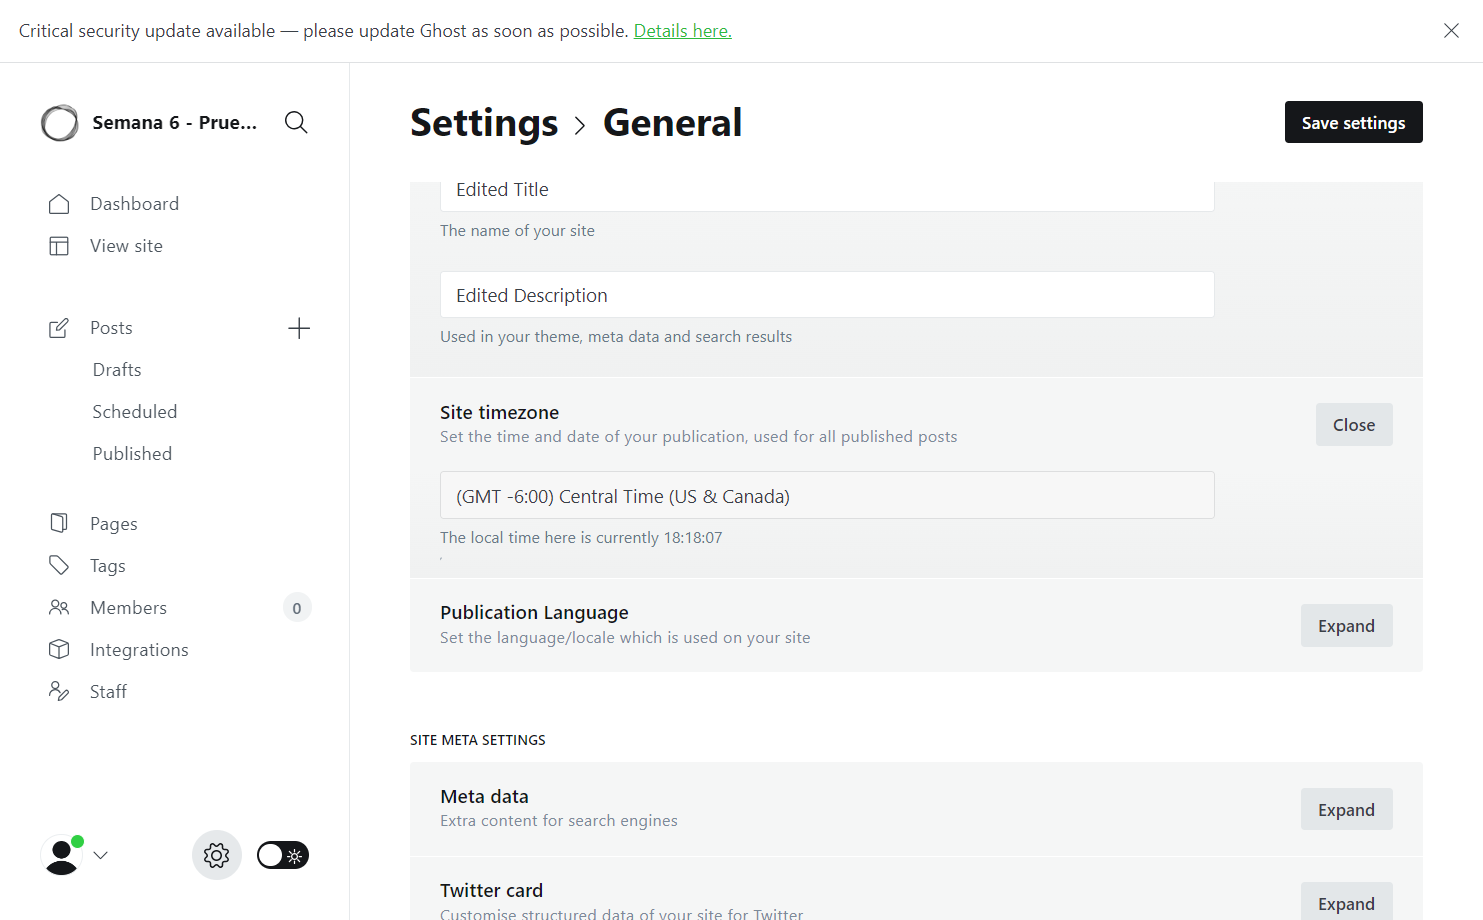 Critical security update available — please update Ghost as soon as possible. Details here.
Semana 6 - Prue...
Dashboard
View site
Posts
Drafts
Scheduled
Published
Pages
Tags
Members
0
Integrations
Staff
Settings
General
Save settings
Edited Title
The name of your site
Edited Description
Used in your theme, meta data and search results
Site timezone
Set the time and date of your publication, used for all published posts
Close
(GMT -6:00) Central Time (US & Canada)
The local time here is currently 18:18:07
Publication Language
Set the language/locale which is used on your site
Expand
SITE META SETTINGS
Meta data
Extra content for search engines
Expand
Twitter card
Customise structured data of your site for Twitter
Expand